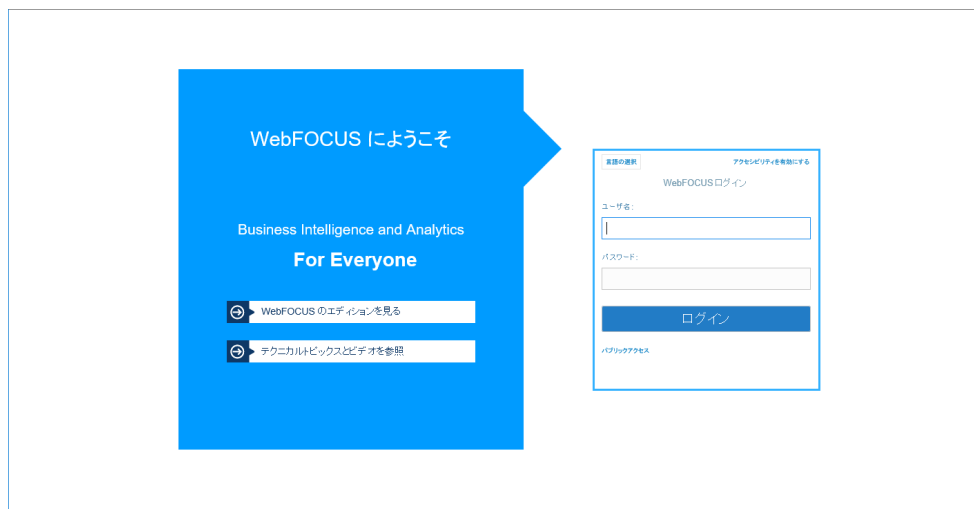 WebFOCUS にようこそ
Business Intelligence and Analytics
For Everyone
WebFOCUS のエディションを見る
テクニカルトピックスとビデオを参照
言語の選択
アクセシビリティを有効にする
WebFOCUS ログイン
ユーザ名:
パスワード:
ログイン
パブリックアクセス